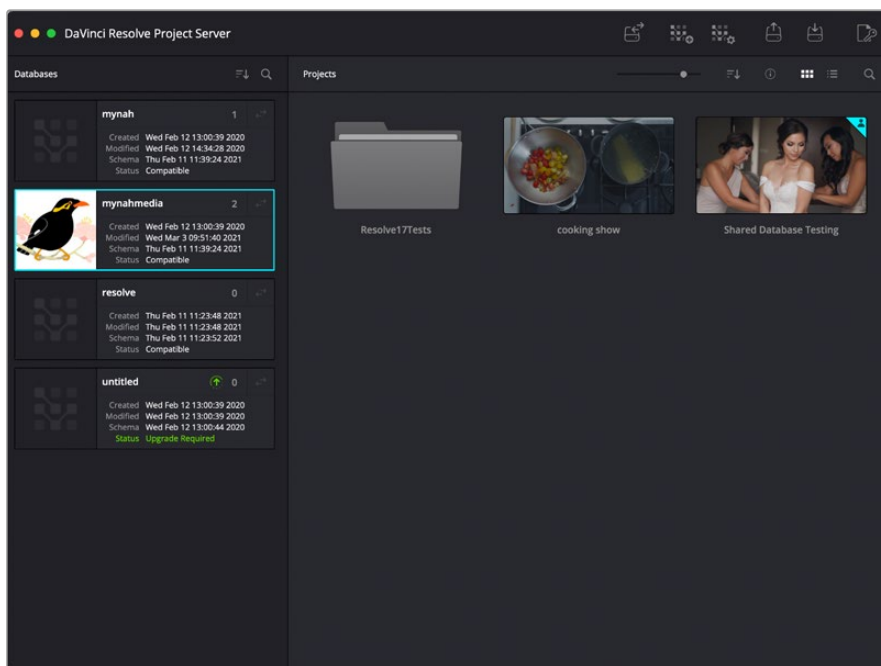 DaVinci Resolve Project Server
Databases
Projects
mynah 1
Created Wed Feb 12 13:00:39 2020
Modified Wed Feb 12 14:34:28 2020
Schema Thu Feb 11 11:39:24 2021
Status Compatible
mynahmedia 2
Created Wed Feb 12 13:00:39 2020
Modified Wed Mar 3 09:51:40 2021
Schema Thu Feb 11 11:39:24 2021
Status Compatible
resolve 0
Created Thu Feb 11 11:23:48 2021
Modified Thu Feb 11 11:23:48 2021
Schema Thu Feb 11 11:23:52 2021
Status Compatible
untitled 0
Created Wed Feb 12 13:00:39 2020
Modified Wed Feb 12 13:00:39 2020
Schema Wed Feb 12 13:00:44 2020
Status Upgrade Required
Resolve17Tests
cooking show
Shared Database Testing